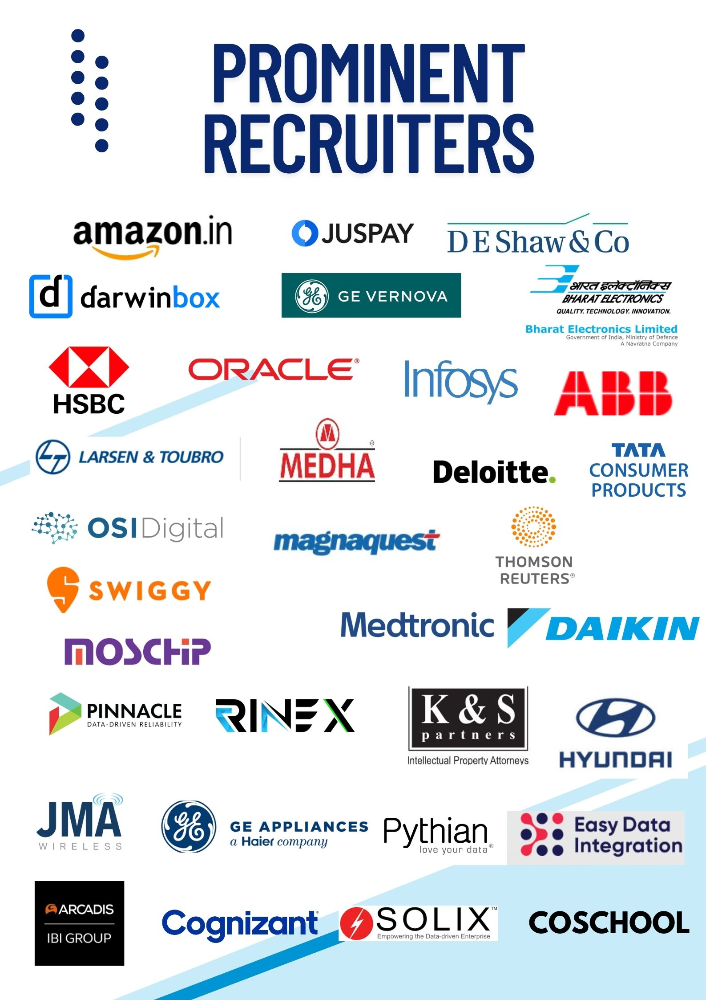 PROMINENT
RECRUITERS
amazon.in
JUSPAY
D E Shaw & Co
darwinbox
GE VERNOVA
भारत इलेक्ट्रॉनिक्स
BHARAT ELECTRONICS
QUALITY. TECHNOLOGY. INNOVATION.
Bharat Electronics Limited
Government of India, Ministry of Defence
A Navratna Company
HSBC
ORACLE®
Infosys
ABB
LARSEN & TOUBRO
MEDHA
Deloitte.
TATA
CONSUMER
PRODUCTS
OSI Digital
magnaquest
THOMSON
REUTERS®
SWIGGY
Medtronic
DAIKIN
MOSCHIP
PINNACLE
DATA-DRIVEN RELIABILITY
RINEX
K & S
partners
Intellectual Property Attorneys
HYUNDAI
JMA
WIRELESS
GE
GE APPLIANCES
a Haier company
Pythian
love your data®
Easy Data
Integration
ARCADIS
IBI GROUP
Cognizant®
SOLIX™
Empowering the Data-driven Enterprise
COSCHOOL